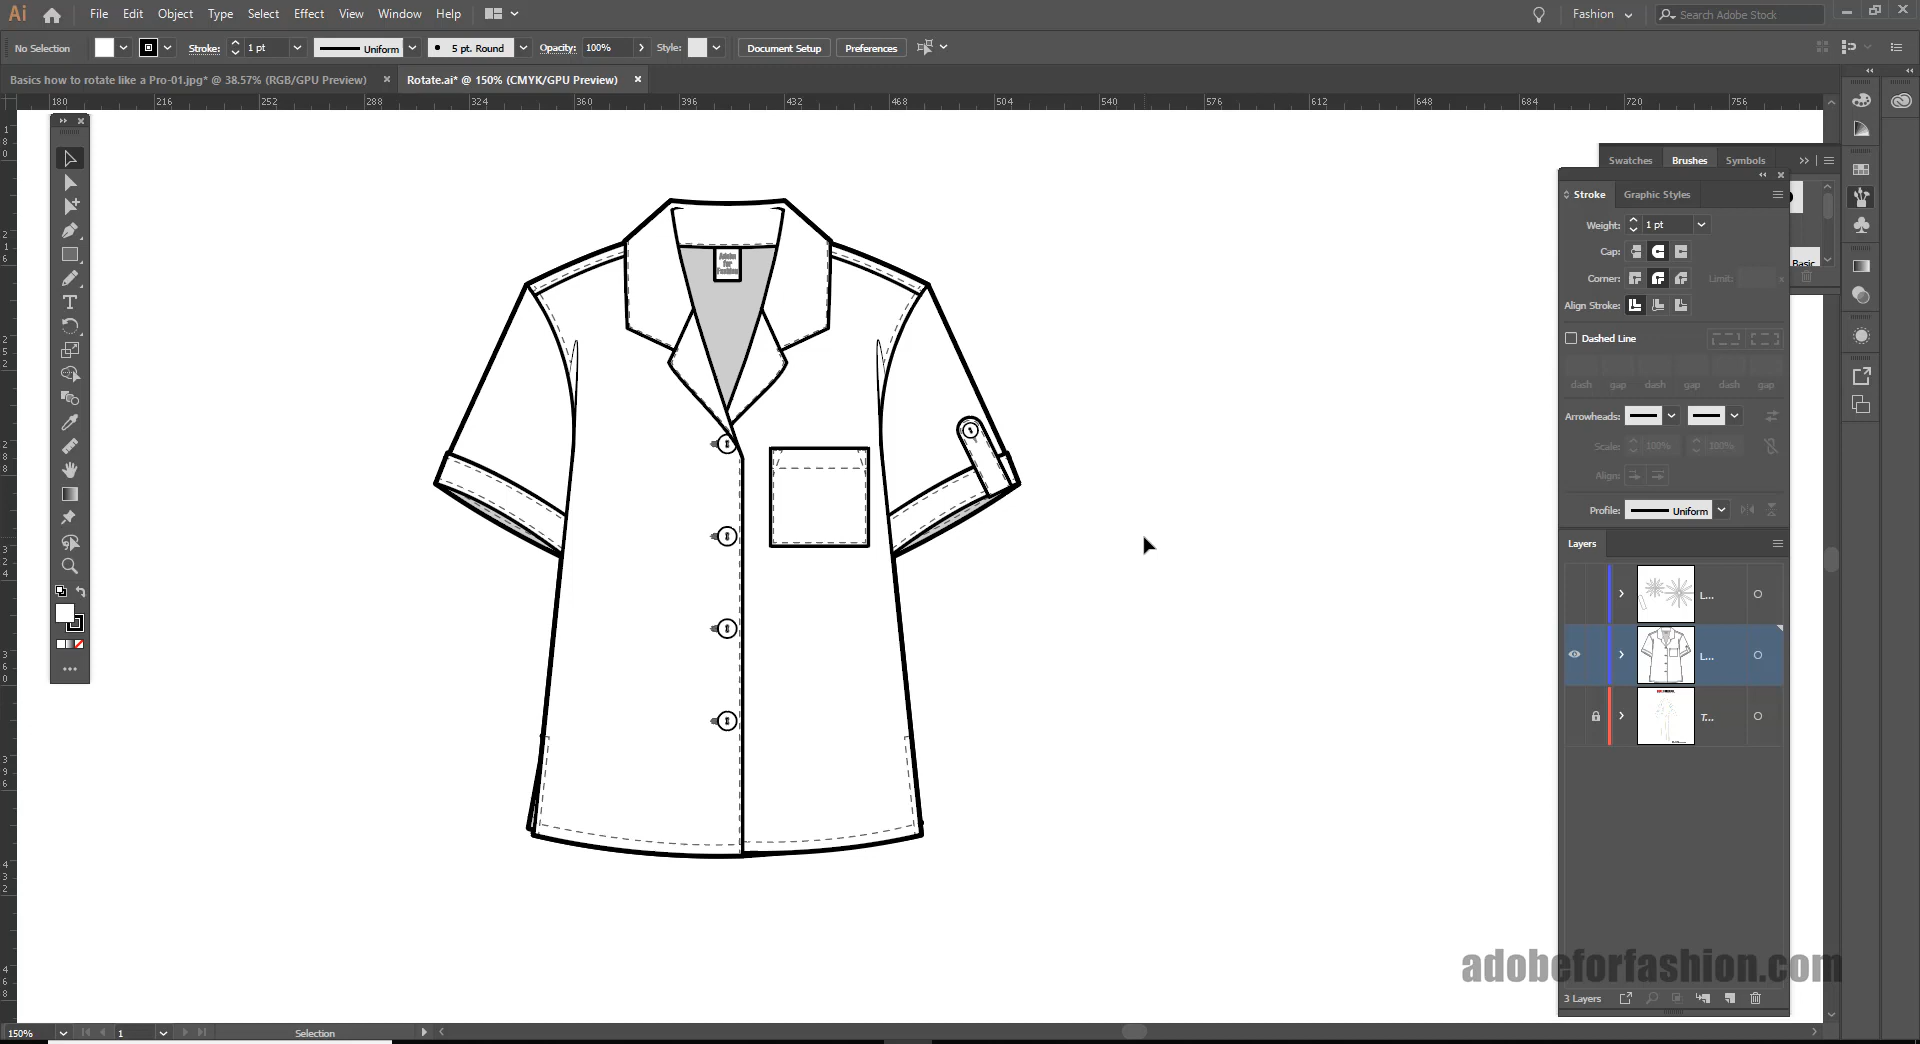 Ai File Edit Object Type Select Effect View Window Help Fashion Search Adobe Stock
No Selection Stroke: 1 pt Uniform 5 pt. Round Opacity: 100% Style: Document Setup Preferences
Basics how to rotate like a Pro-01.jpg* @ 38.57% (RGB/GPU Preview) Rotate.ai* @ 150% (CMYK/GPU Preview)
180 216 252 288 324 360 396 432 468 504 540 576 612 648 684 720 756
Swatches Brushes Symbols
Stroke Graphic Styles
Weight: 1 pt
Cap:
Basic
Corner: Limit:
Align Stroke:
Dashed Line
dash gap dash gap dash gap
Arrowheads:
Scale: 100% 100%
Align:
Profile: Uniform
Layers
L...
L...
T...
Adobe
for
Fashion
adobeforfashion.com
3 Layers
150% 1 Selection